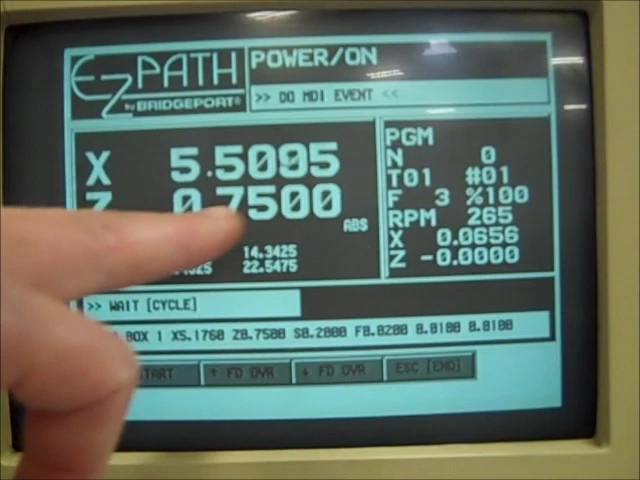 EZPATH
by BRIDGEPORT®
POWER/ON
>> DO MDI EVENT <<
X 5.5005
Z 0.7500
ABS
14.3425
22.5475
PGM
N 0
T01 #01
F 3 %100
RPM 265
X 0.0656
Z -0.0000
>> WAIT [CYCLE]
BOX 1 X5.1760 Z0.7500 S0.2000 F0.0200 0.0100 0.0100
↑ FD OVR
↓ FD OVR
ESC [END]